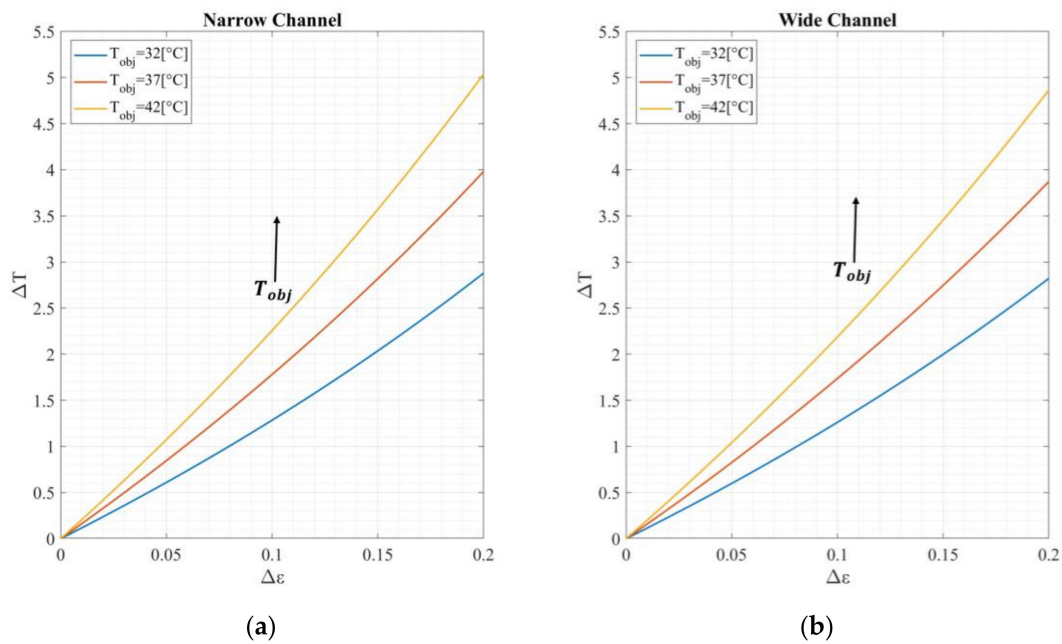 Narrow Channel
5.5
5
4.5
4
3.5
3
2.5
2
1.5
1
0.5
0
ΔT
T_obj=32[°C]
T_obj=37[°C]
T_obj=42[°C]
T_obj
0 0.05 0.1 0.15 0.2
Δε
(a)
Wide Channel
5.5
5
4.5
4
3.5
3
2.5
2
1.5
1
0.5
0
ΔT
T_obj=32[°C]
T_obj=37[°C]
T_obj=42[°C]
T_obj
0 0.05 0.1 0.15 0.2
Δε
(b)